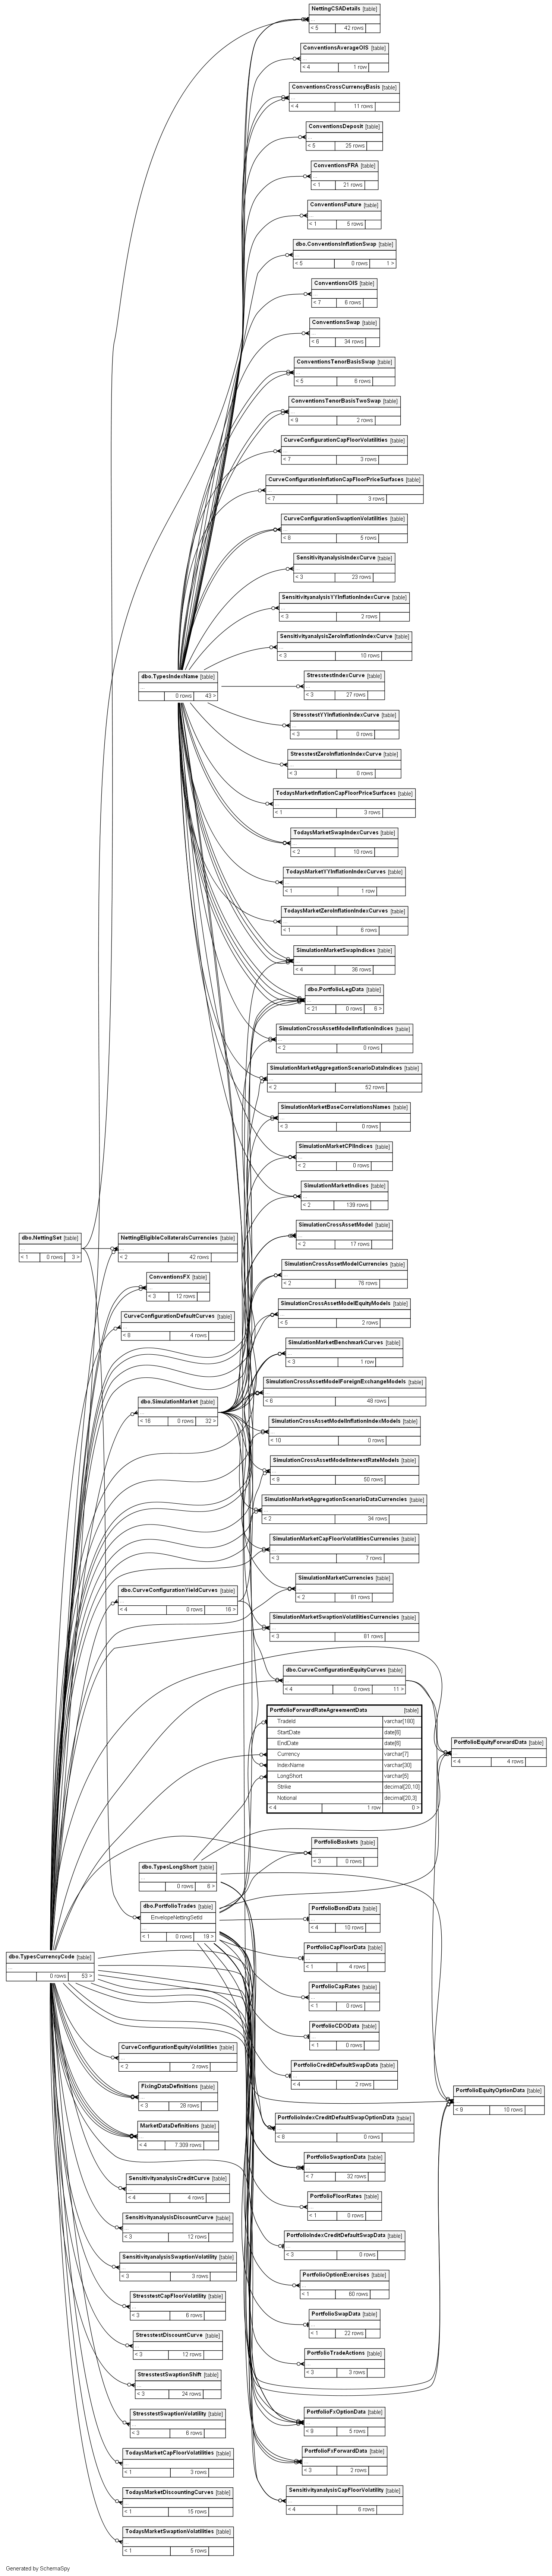 NettingCSADetails [table]
...
< 5 42 rows
ConventionsAverageOIS [table]
...
< 4 1 row
ConventionsCrossCurrencyBasis [table]
...
< 4 11 rows
ConventionsDeposit [table]
...
< 5 25 rows
ConventionsFRA [table]
...
< 1 21 rows
ConventionsFuture [table]
...
< 1 5 rows
dbo.ConventionsInflationSwap [table]
...
< 5 0 rows 1 >
ConventionsOIS [table]
...
< 7 6 rows
ConventionsSwap [table]
...
< 6 34 rows
ConventionsTenorBasisSwap [table]
...
< 5 6 rows
ConventionsTenorBasisTwoSwap [table]
...
< 9 2 rows
CurveConfigurationCapFloorVolatilities [table]
...
< 7 3 rows
CurveConfigurationInflationCapFloorPriceSurfaces [table]
...
< 7 3 rows
CurveConfigurationSwaptionVolatilities [table]
...
< 8 5 rows
SensitivityanalysisIndexCurve [table]
...
< 3 23 rows
SensitivityanalysisYYInflationIndexCurve [table]
...
< 3 2 rows
SensitivityanalysisZeroInflationIndexCurve [table]
...
< 3 10 rows
dbo.TypesIndexName [table]
...
0 rows 43 >
StresstestIndexCurve [table]
...
< 3 27 rows
StresstestYYInflationIndexCurve [table]
...
< 3 0 rows
StresstestZeroInflationIndexCurve [table]
...
< 3 0 rows
TodaysMarketInflationCapFloorPriceSurfaces [table]
...
< 1 3 rows
TodaysMarketSwapIndexCurves [table]
...
< 2 10 rows
TodaysMarketYYInflationIndexCurves [table]
...
< 1 1 row
TodaysMarketZeroInflationIndexCurves [table]
...
< 1 6 rows
SimulationMarketSwapIndices [table]
...
< 4 36 rows
dbo.PortfolioLegData [table]
...
< 21 0 rows 6 >
SimulationCrossAssetModelInflationIndices [table]
...
< 2 0 rows
SimulationMarketAggregationScenarioDataIndices [table]
...
< 2 52 rows
SimulationMarketBaseCorrelationsNames [table]
...
< 3 0 rows
SimulationMarketCPIIndices [table]
...
< 2 0 rows
SimulationMarketIndices [table]
...
< 2 139 rows
SimulationCrossAssetModel [table]
...
< 2 17 rows
dbo.NettingSet [table]
...
< 1 0 rows 3 >
NettingEligibleCollateralsCurrencies [table]
...
< 2 42 rows
SimulationCrossAssetModelCurrencies [table]
...
< 2 78 rows
ConventionsFX [table]
...
< 3 12 rows
SimulationCrossAssetModelEquityModels [table]
...
< 5 2 rows
CurveConfigurationDefaultCurves [table]
...
< 8 4 rows
SimulationMarketBenchmarkCurves [table]
...
< 3 1 row
SimulationCrossAssetModelForeignExchangeModels [table]
...
< 6 48 rows
dbo.SimulationMarket [table]
...
< 16 0 rows 32 >
SimulationCrossAssetModelInflationIndexModels [table]
...
< 10 0 rows
SimulationCrossAssetModelInterestRateModels [table]
...
< 9 50 rows
SimulationMarketAggregationScenarioDataCurrencies [table]
...
< 2 34 rows
SimulationMarketCapFloorVolatilitiesCurrencies [table]
...
< 3 7 rows
SimulationMarketCurrencies [table]
...
< 2 81 rows
dbo.CurveConfigurationYieldCurves [table]
...
< 4 0 rows 16 >
SimulationMarketSwaptionVolatilitiesCurrencies [table]
...
< 3 81 rows
dbo.CurveConfigurationEquityCurves [table]
...
< 4 0 rows 11 >
PortfolioForwardRateAgreementData [table]
TradeId varchar[180]
StartDate date[6]
EndDate date[6]
Currency varchar[7]
IndexName varchar[30]
LongShort varchar[5]
Strike decimal[20,10]
Notional decimal[20,3]
< 4 1 row 0 >
PortfolioEquityForwardData [table]
...
< 4 4 rows
PortfolioBaskets [table]
...
< 3 0 rows
dbo.TypesLongShort [table]
...
0 rows 8 >
dbo.PortfolioTrades [table]
EnvelopeNettingSetId
...
< 1 0 rows 19 >
PortfolioBondData [table]
...
< 4 10 rows
PortfolioCapFloorData [table]
...
< 1 4 rows
dbo.TypesCurrencyCode [table]
...
0 rows 53 >
PortfolioCapRates [table]
...
< 1 0 rows
PortfolioCDOData [table]
...
< 1 0 rows
CurveConfigurationEquityVolatilities [table]
...
< 2 2 rows
PortfolioCreditDefaultSwapData [table]
...
< 4 2 rows
FixingDataDefinitions [table]
...
< 3 28 rows
PortfolioEquityOptionData [table]
...
< 9 10 rows
PortfolioIndexCreditDefaultSwapOptionData [table]
...
< 8 0 rows
MarketDataDefinitions [table]
...
< 4 7.308 rows
PortfolioSwaptionData [table]
...
< 7 32 rows
SensitivityanalysisCreditCurve [table]
...
< 4 4 rows
PortfolioFloorRates [table]
...
< 1 0 rows
SensitivityanalysisDiscountCurve [table]
...
< 3 12 rows
PortfolioIndexCreditDefaultSwapData [table]
...
< 3 0 rows
SensitivityanalysisSwaptionVolatility [table]
...
< 3 3 rows
PortfolioOptionExercises [table]
...
< 1 60 rows
StresstestCapFloorVolatility [table]
...
< 3 6 rows
PortfolioSwapData [table]
...
< 1 22 rows
StresstestDiscountCurve [table]
...
< 3 12 rows
PortfolioTradeActions [table]
...
< 3 3 rows
StresstestSwaptionShift [table]
...
< 3 24 rows
PortfolioFxOptionData [table]
...
< 9 5 rows
StresstestSwaptionVolatility [table]
...
< 3 6 rows
PortfolioFxForwardData [table]
...
< 3 2 rows
TodaysMarketCapFloorVolatilities [table]
...
< 1 3 rows
SensitivityanalysisCapFloorVolatility [table]
...
< 4 6 rows
TodaysMarketDiscountingCurves [table]
...
< 1 15 rows
TodaysMarketSwaptionVolatilities [table]
...
< 1 5 rows
Generated by SchemaSpy